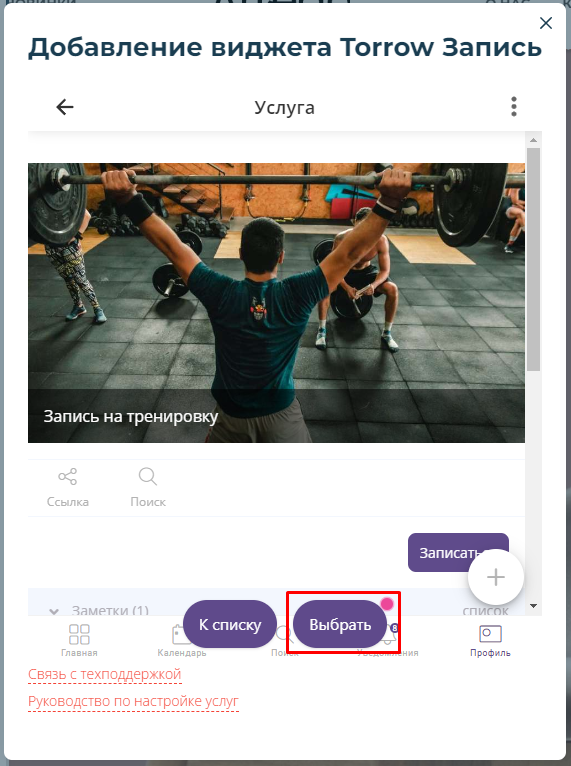 Добавление виджета Torrow Запись
Услуга
Запись на тренировку
Ссылка
Поиск
Записать
Заметки (1)
список
К списку
Выбрать
8
Главная
Календарь
Поиск
Уведомления
Профиль
Связь с техподдержкой
Руководство по настройке услуг